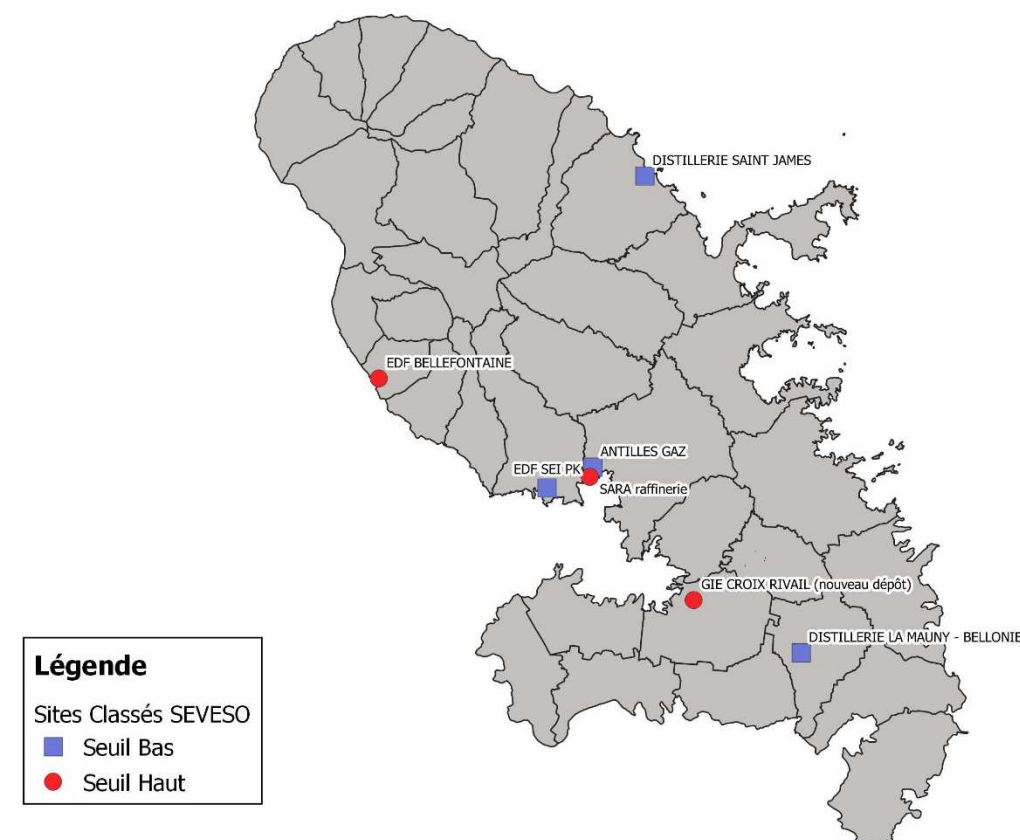 DISTILLERIE SAINT JAMES
EDF BELLEFONTAINE
ANTILLES GAZ
EDF SEI PK
SARA raffinerie
GIE CROIX RIVAIL (nouveau dépôt)
DISTILLERIE LA MAUNY - BELLONIE
Légende
Sites Classés SEVESO
Seuil Bas
Seuil Haut